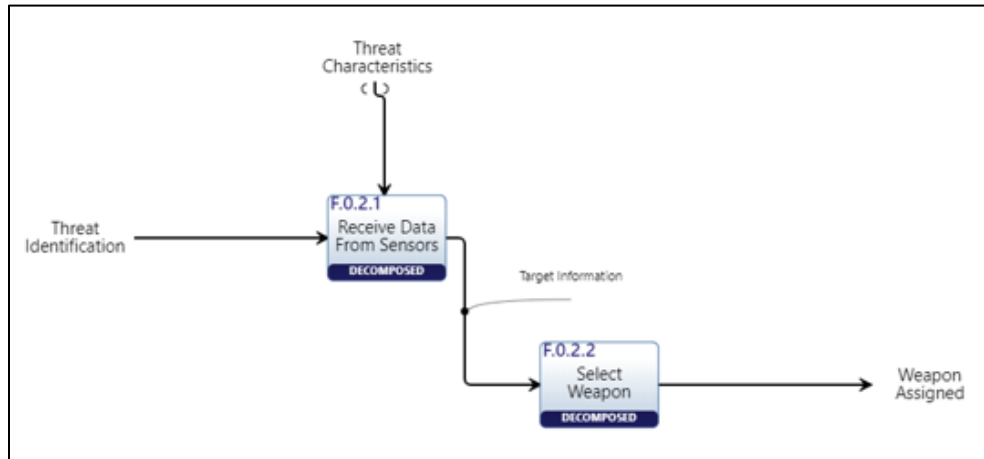 Threat
Characteristics
F.0.2.1
Receive Data
From Sensors
DECOMPOSED
Threat
Identification
Target Information
F.0.2.2
Select
Weapon
DECOMPOSED
Weapon
Assigned